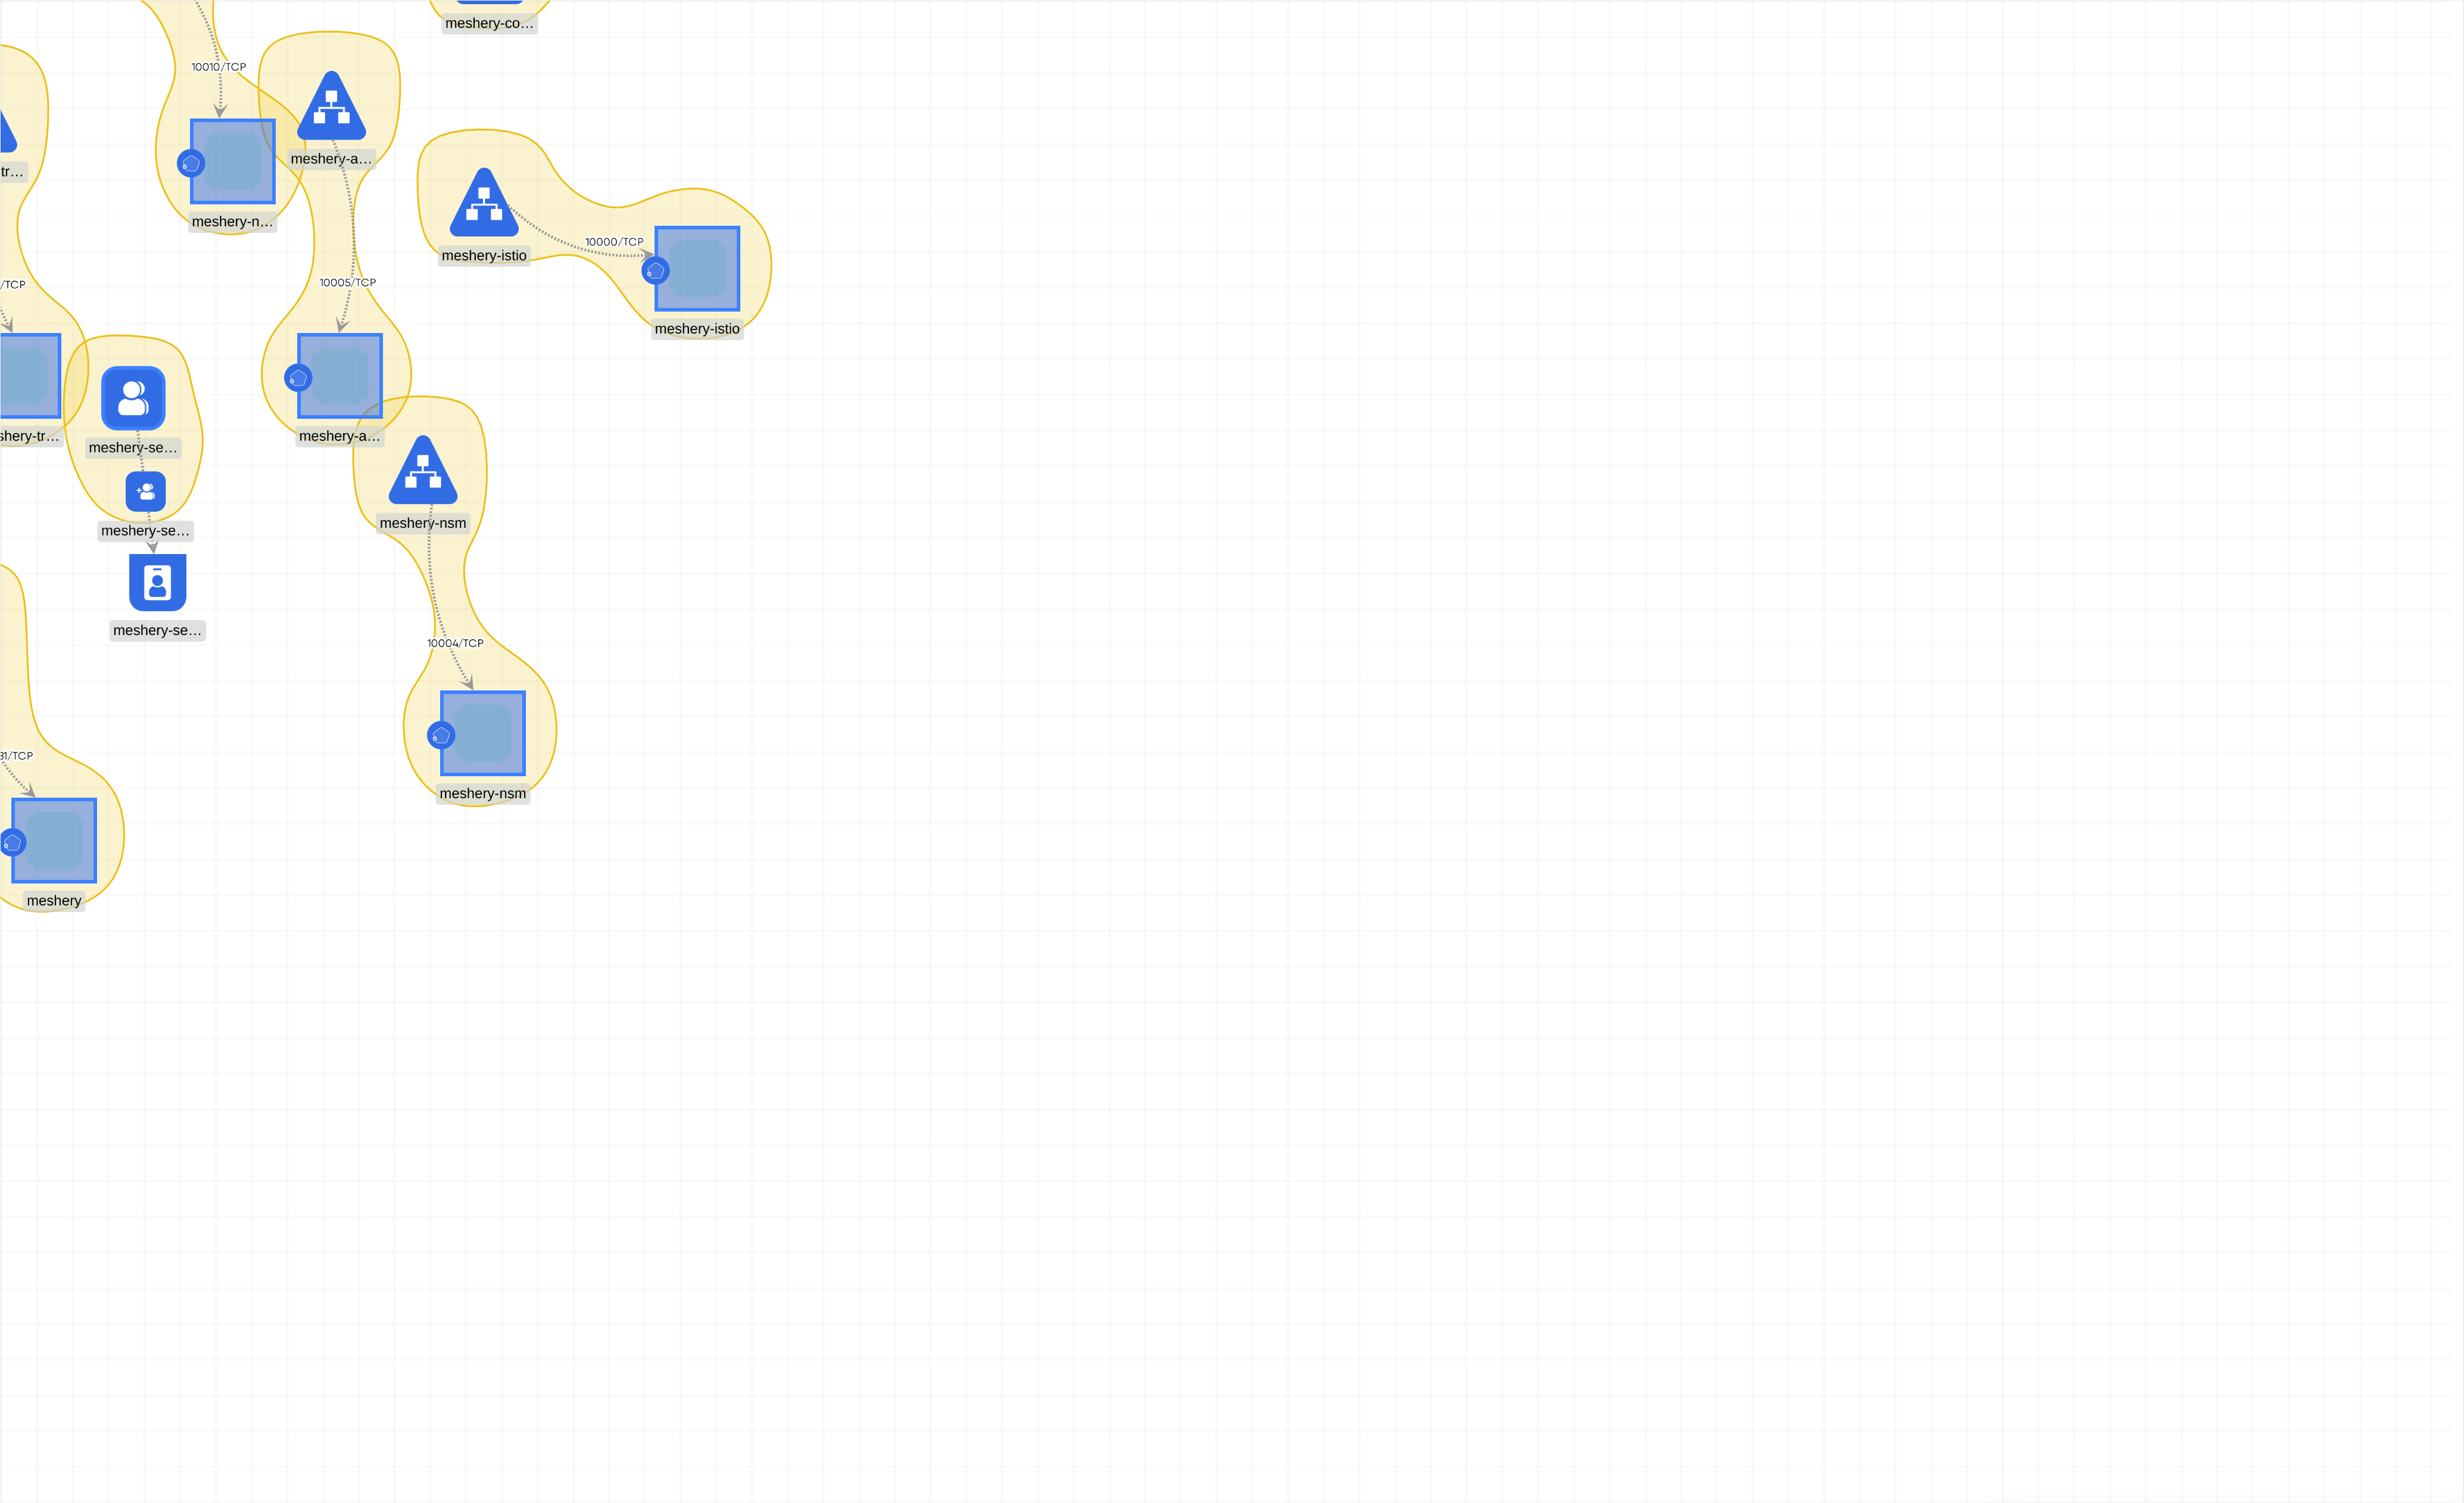 meshery-co…
10010/TCP
meshery-a…
tr…
meshery-n…
10000/TCP
meshery-istio
10005/TCP
/TCP
meshery-istio
shery-tr…
meshery-a…
meshery-se…
meshery-nsm
meshery-se…
meshery-se…
10004/TCP
31/TCP
meshery-nsm
meshery